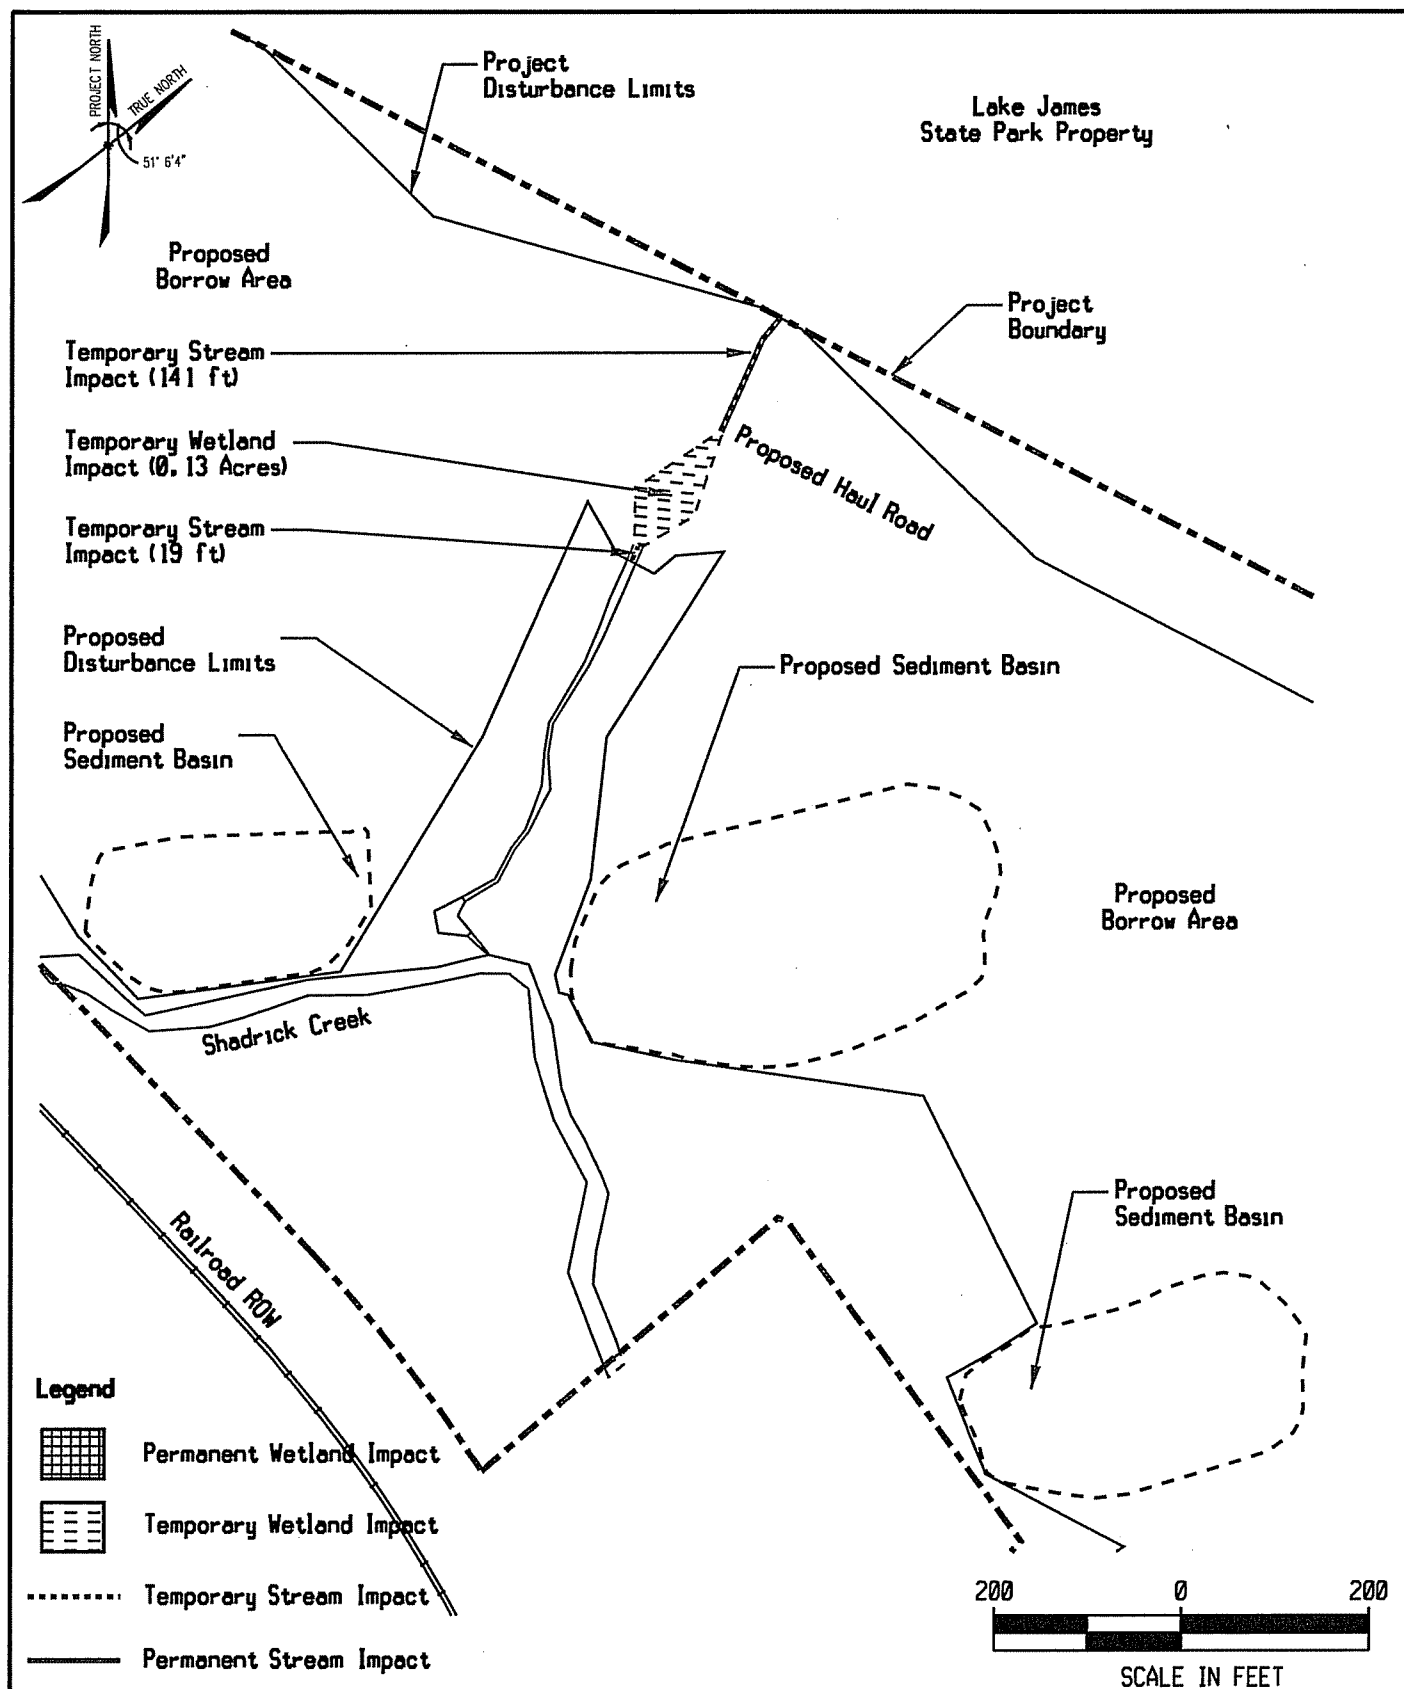 PROJECT NORTH
TRUE NORTH
51° 6'4"
Project
Disturbance Limits
Lake James
State Park Property
Proposed
Borrow Area
Project
Boundary
Temporary Stream
Impact (141 ft)
Temporary Wetland
Impact (0.13 Acres)
Proposed Haul Road
Temporary Stream
Impact (19 ft)
Proposed
Disturbance Limits
Proposed Sediment Basin
Proposed
Sediment Basin
Proposed
Borrow Area
Shadrick Creek
Proposed
Sediment Basin
Railroad ROW
Legend
Permanent Wetland Impact
Temporary Wetland Impact
Temporary Stream Impact
Permanent Stream Impact
200 0 200
SCALE IN FEET